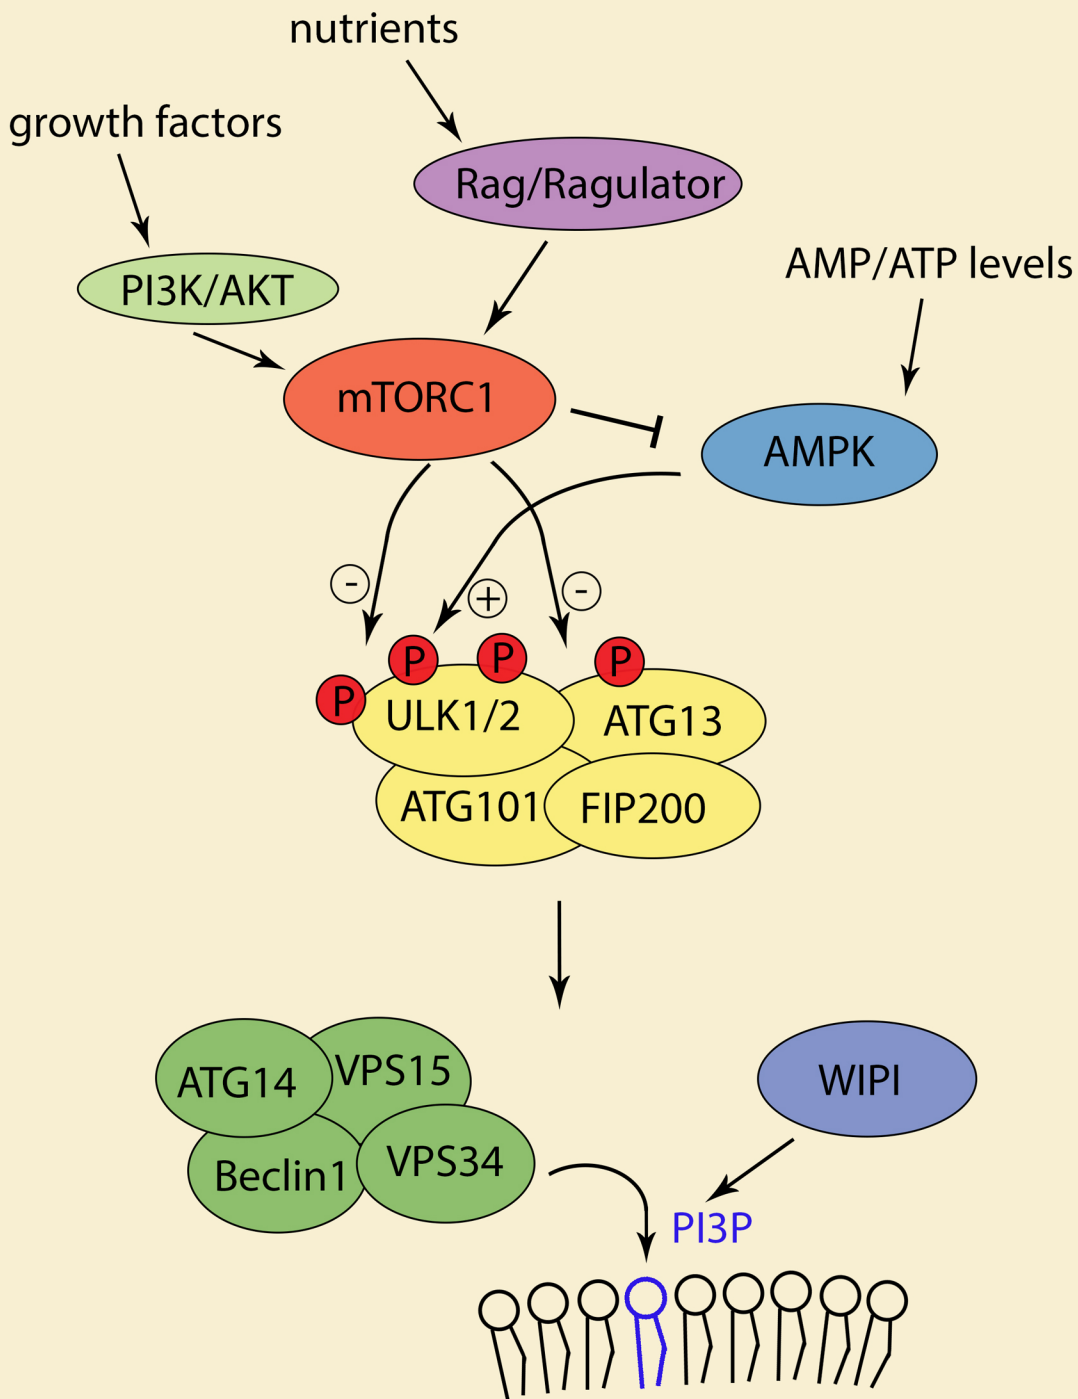 nutrients
growth factors
Rag/Ragulator
AMP/ATP levels
PI3K/AKT
mTORC1
AMPK
-
+
-
P
P
P
P
ULK1/2
ATG13
ATG101
FIP200
ATG14
VPS15
WIPI
Beclin1
VPS34
PI3P